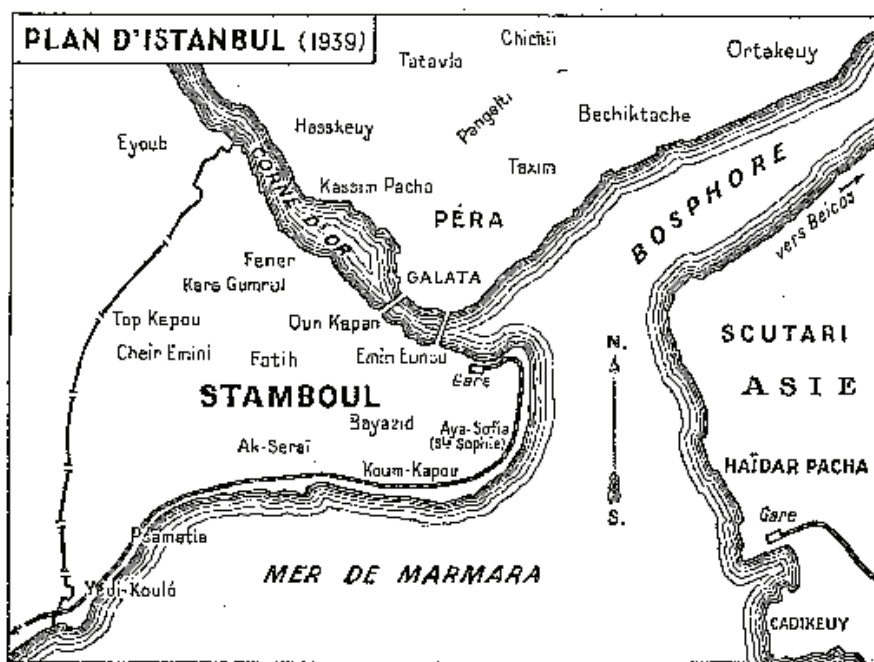 PLAN D'ISTANBUL (1939)
Chichli
Tatavla
Ortakeuy
Pangalti
Bechiktache
Hasskeuy
Eyoub
CORNE D'OR
Taxim
Kassim Pacha
PÉRA
BOSPHORE
vers Beicos
Fener
GALATA
Kara Gumruk
Top Kapou
Oun Kapan
SCUTARI
N.
Cheir Emini
Fatih
Emin Eunou
Gare
ASIE
STAMBOUL
Bayazid
Aya-Sofia
(Ste Sophie)
Ak-Seraï
Koum-Kapou
HAÏDAR PACHA
S.
Gare
Psamatia
MER DE MARMARA
Yédi-Koulé
CADIKEUY